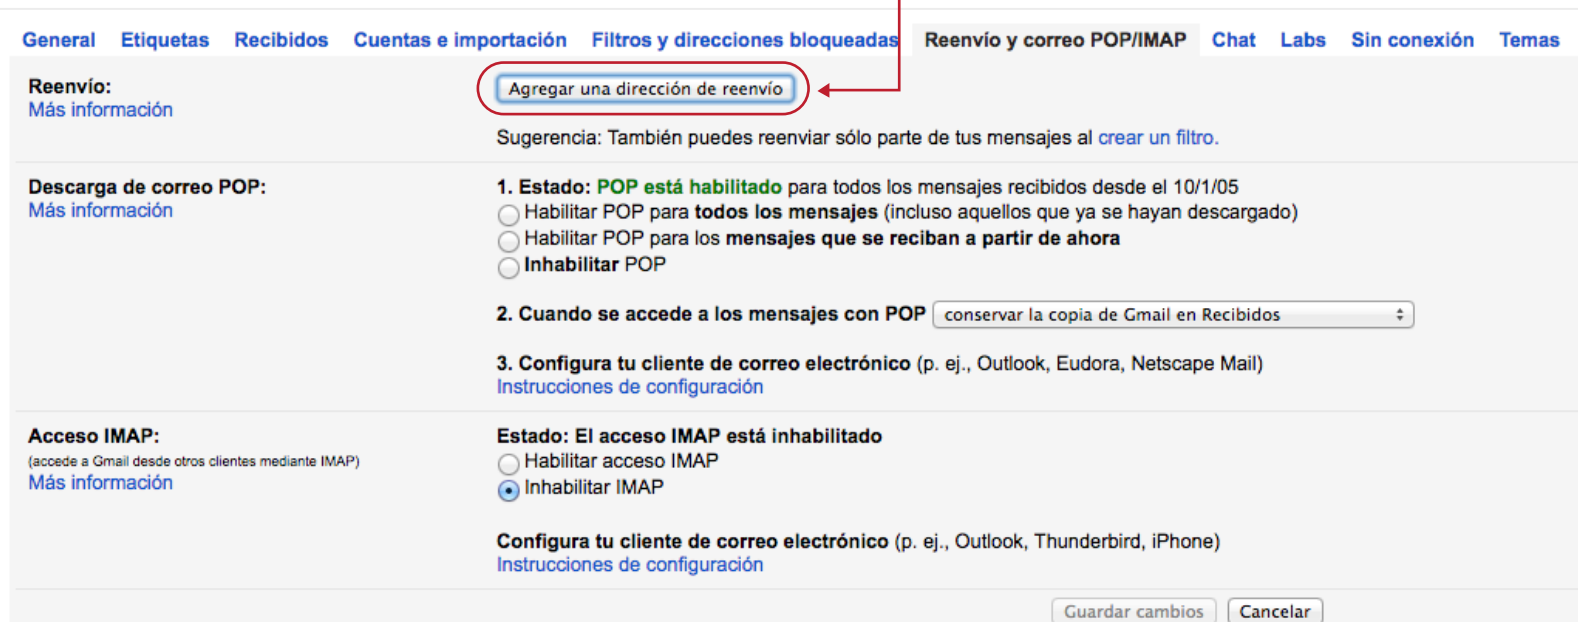 General Etiquetas Recibidos Cuentas e importación Filtros y direcciones bloqueadas Reenvío y correo POP/IMAP Chat Labs Sin conexión Temas
Reenvío:
Más información
Agregar una dirección de reenvío
Sugerencia: También puedes reenviar sólo parte de tus mensajes al crear un filtro.
Descarga de correo POP:
Más información
1. Estado: POP está habilitado para todos los mensajes recibidos desde el 10/1/05
Habilitar POP para todos los mensajes (incluso aquellos que ya se hayan descargado)
Habilitar POP para los mensajes que se reciban a partir de ahora
Inhabilitar POP
2. Cuando se accede a los mensajes con POP conservar la copia de Gmail en Recibidos
3. Configura tu cliente de correo electrónico (p. ej., Outlook, Eudora, Netscape Mail)
Instrucciones de configuración
Acceso IMAP:
(accede a Gmail desde otros clientes mediante IMAP)
Más información
Estado: El acceso IMAP está inhabilitado
Habilitar acceso IMAP
Inhabilitar IMAP
Configura tu cliente de correo electrónico (p. ej., Outlook, Thunderbird, iPhone)
Instrucciones de configuración
Guardar cambios Cancelar